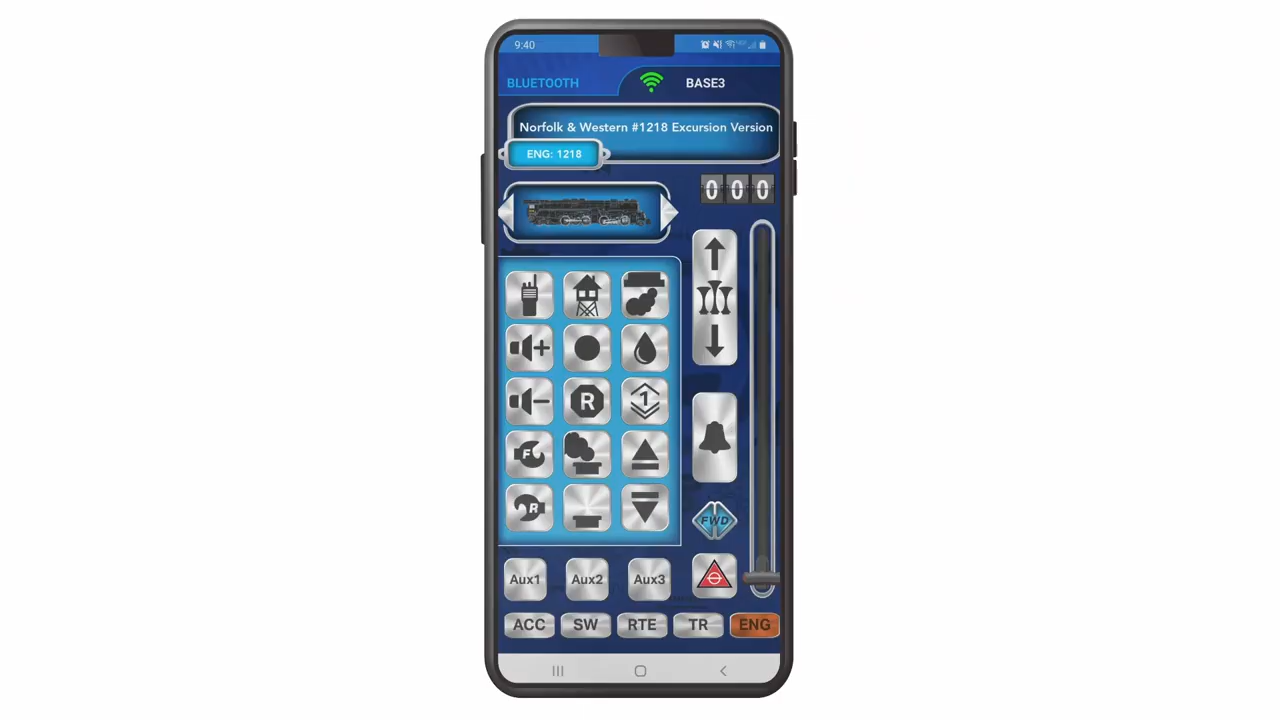 9:40
BLUETOOTH
BASE3
Norfolk & Western #1218 Excursion Version
ENG: 1218
000
1
R
F
R
FWD
Aux1 Aux2 Aux3
ACC SW RTE TR ENG